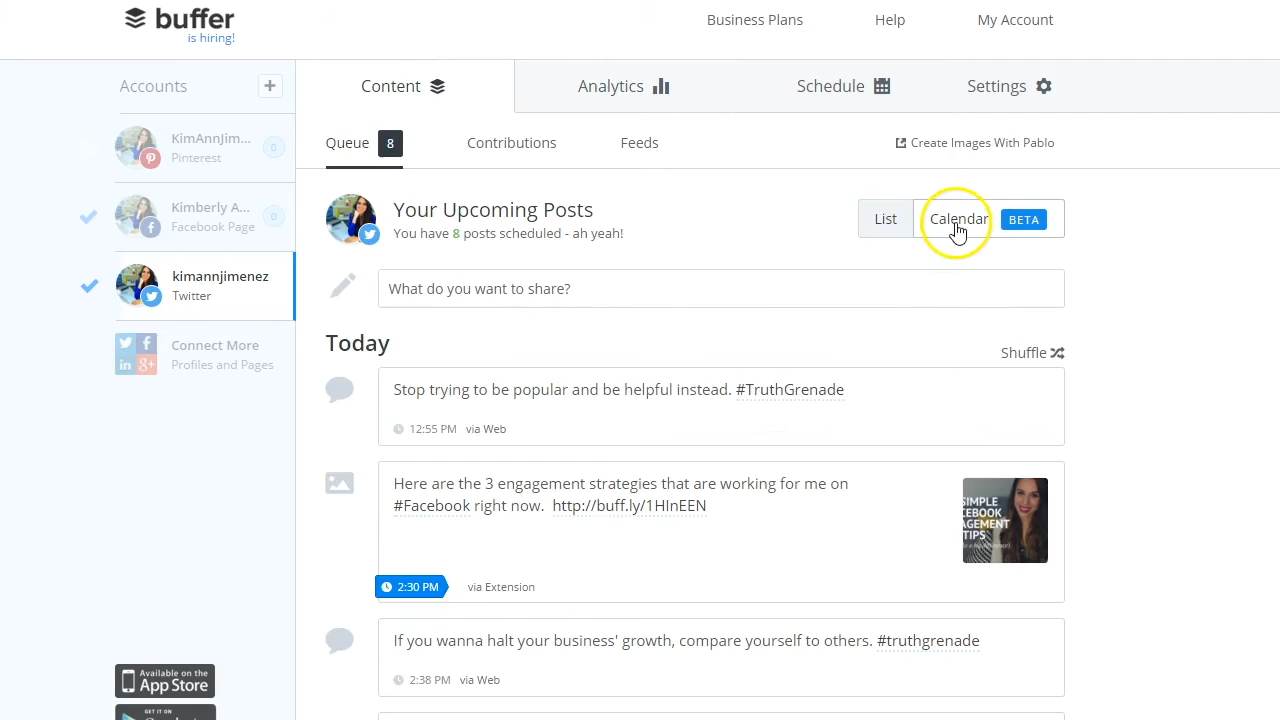 buffer
is hiring!
Business Plans
Help
My Account
Accounts
+
Content
Analytics
Schedule
Settings
KimAnnJim...
Pinterest
0
Kimberly A...
Facebook Page
0
kimannjimenez
Twitter
Connect More
Profiles and Pages
Queue 8
Contributions
Feeds
Create Images With Pablo
Your Upcoming Posts
You have 8 posts scheduled - ah yeah!
List
Calendar BETA
What do you want to share?
Today
Shuffle
Stop trying to be popular and be helpful instead. #TruthGrenade
12:55 PM via Web
Here are the 3 engagement strategies that are working for me on
#Facebook right now. http://buff.ly/1HInEEN
SIMPLE
TIPS
2:30 PM via Extension
If you wanna halt your business' growth, compare yourself to others. #truthgrenade
2:38 PM via Web
Available on the
App Store
GET IT ON